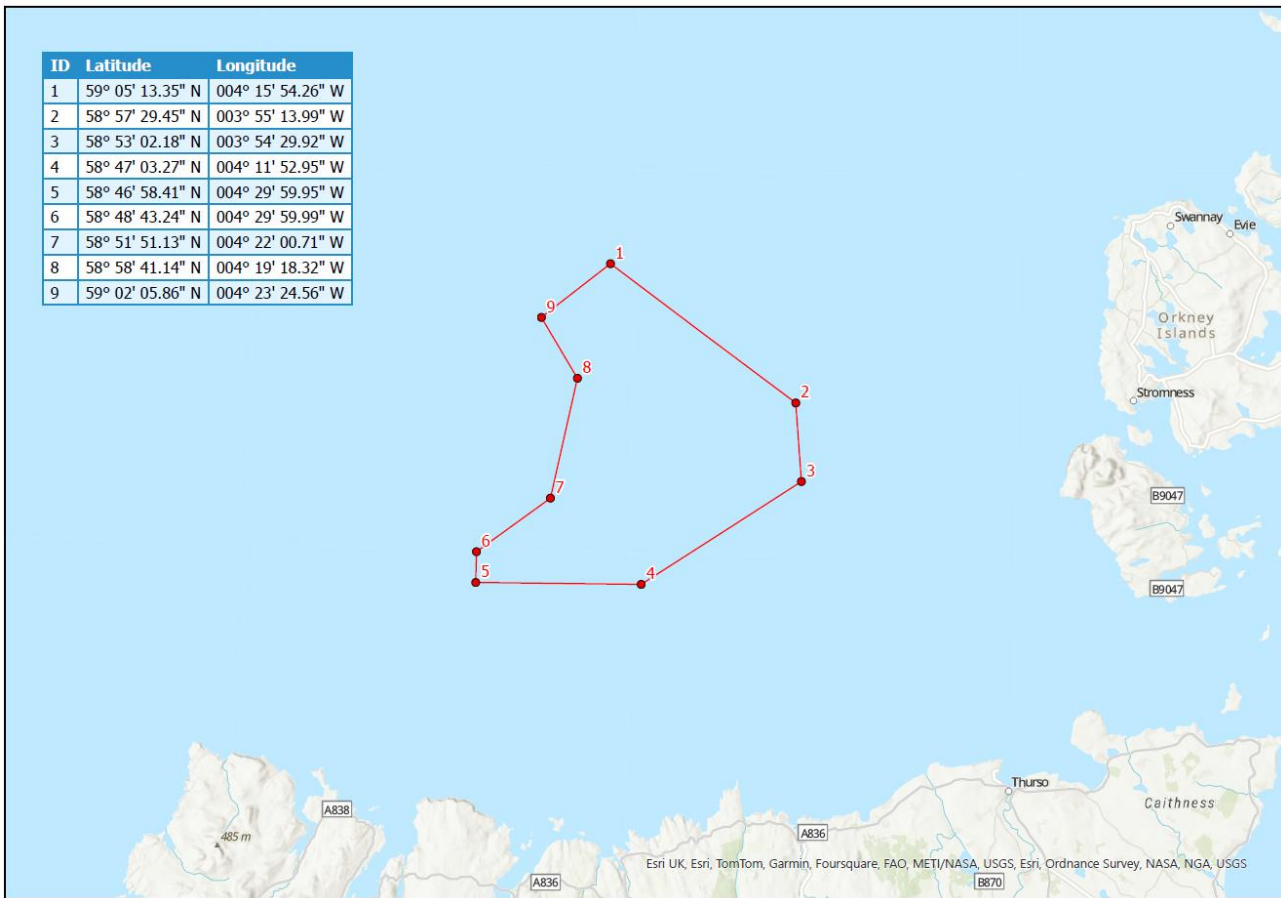 ID Latitude Longitude
1 59° 05' 13.35" N 004° 15' 54.26" W
2 58° 57' 29.45" N 003° 55' 13.99" W
3 58° 53' 02.18" N 003° 54' 29.92" W
4 58° 47' 03.27" N 004° 11' 52.95" W
5 58° 46' 58.41" N 004° 29' 59.95" W
6 58° 48' 43.24" N 004° 29' 59.99" W
7 58° 51' 51.13" N 004° 22' 00.71" W
8 58° 58' 41.14" N 004° 19' 18.32" W
9 59° 02' 05.86" N 004° 23' 24.56" W
Swannay
Evie
1
9
Orkney
Islands
8
2
Stromness
3
7
B9047
6
5
4
B9047
Thurso
A838
Caithness
485 m
A836
Esri UK, Esri, TomTom, Garmin, Foursquare, FAO, METI/NASA, USGS, Esri, Ordnance Survey, NASA, NGA, USGS
A836
B870